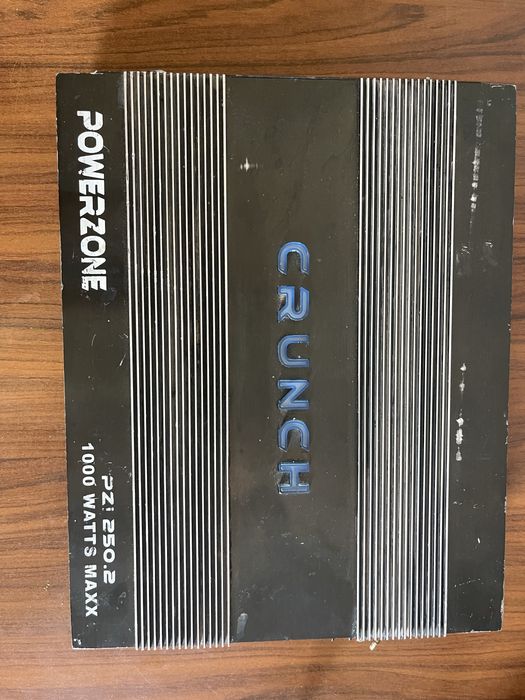 CRUNCH
POWERZONE
PZi 250.2
1000 WATTS MAXX